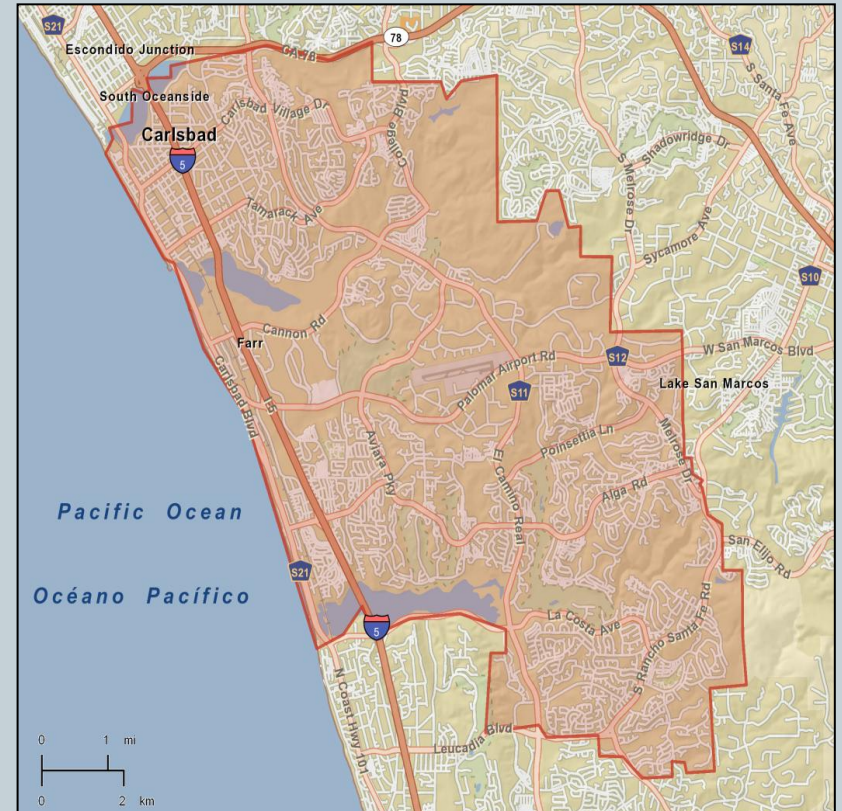 S21
78
S14
Escondido Junction
CA 78
S Santa Fe Ave
South Oceanside
Carlsbad Village Dr
College Blvd
Carlsbad
Shadowridge Dr
5
S Melrose Dr
Tamarack Ave
Sycamore Ave
S10
Cannon Rd
Farr
W San Marcos Blvd
S12
Palomar Airport Rd
Lake San Marcos
S11
Carlsbad Blvd
I-5
Melrose Dr
Poinsettia Ln
Aviara Pky
El Camino Real
Alga Rd
Pacific Ocean
San Elijo Rd
S21
Océano Pacífico
La Costa Ave
5
S Rancho Santa Fe Rd
N Coast Hwy 101
Leucadia Blvd
0 1 mi
0 2 km